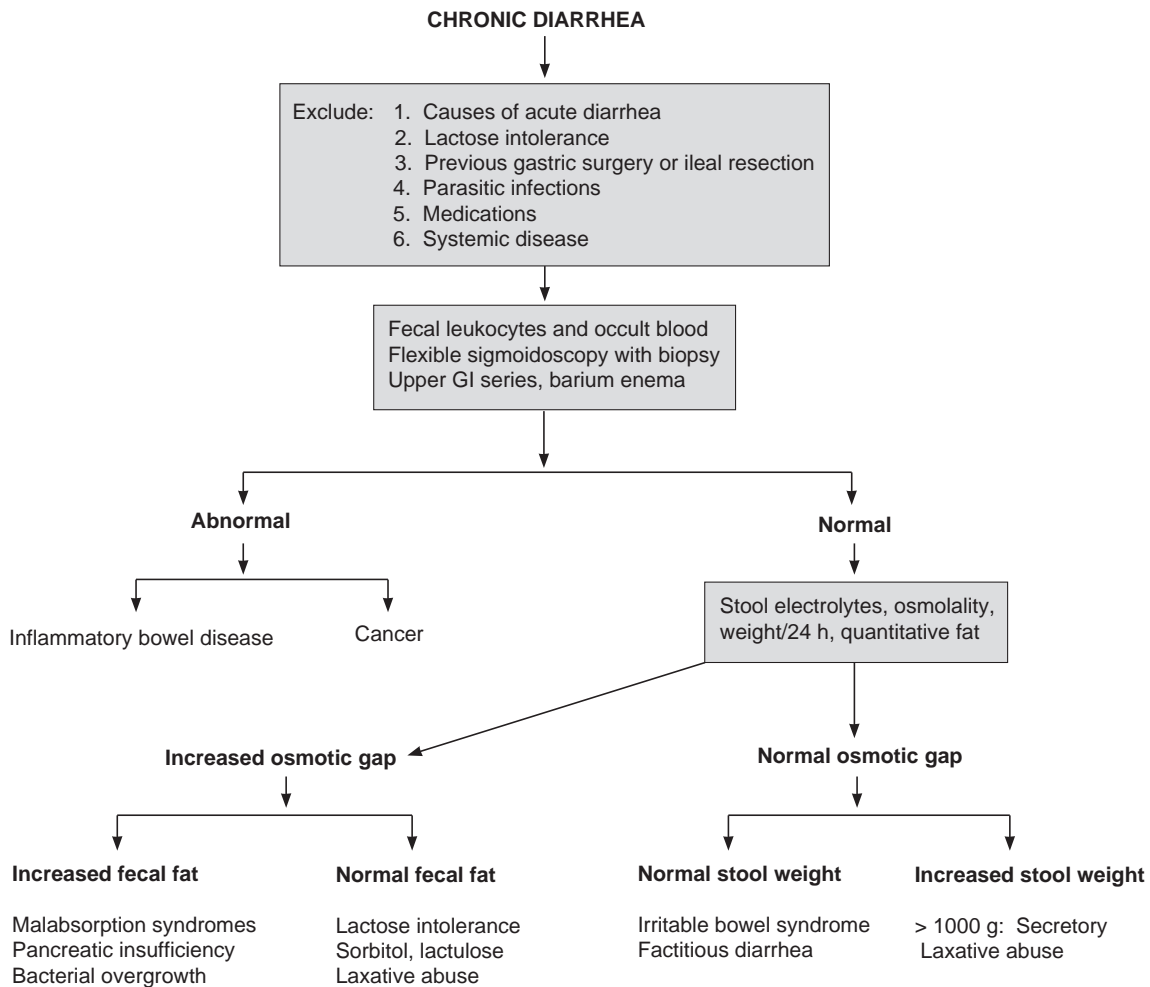 CHRONIC DIARRHEA
Exclude: 1. Causes of acute diarrhea
2. Lactose intolerance
3. Previous gastric surgery or ileal resection
4. Parasitic infections
5. Medications
6. Systemic disease
Fecal leukocytes and occult blood
Flexible sigmoidoscopy with biopsy
Upper GI series, barium enema
Abnormal
Normal
Inflammatory bowel disease
Cancer
Stool electrolytes, osmolality,
weight/24 h, quantitative fat
Increased osmotic gap
Normal osmotic gap
Increased fecal fat
Malabsorption syndromes
Pancreatic insufficiency
Bacterial overgrowth
Normal fecal fat
Lactose intolerance
Sorbitol, lactulose
Laxative abuse
Normal stool weight
Irritable bowel syndrome
Factitious diarrhea
Increased stool weight
> 1000 g: Secretory
Laxative abuse